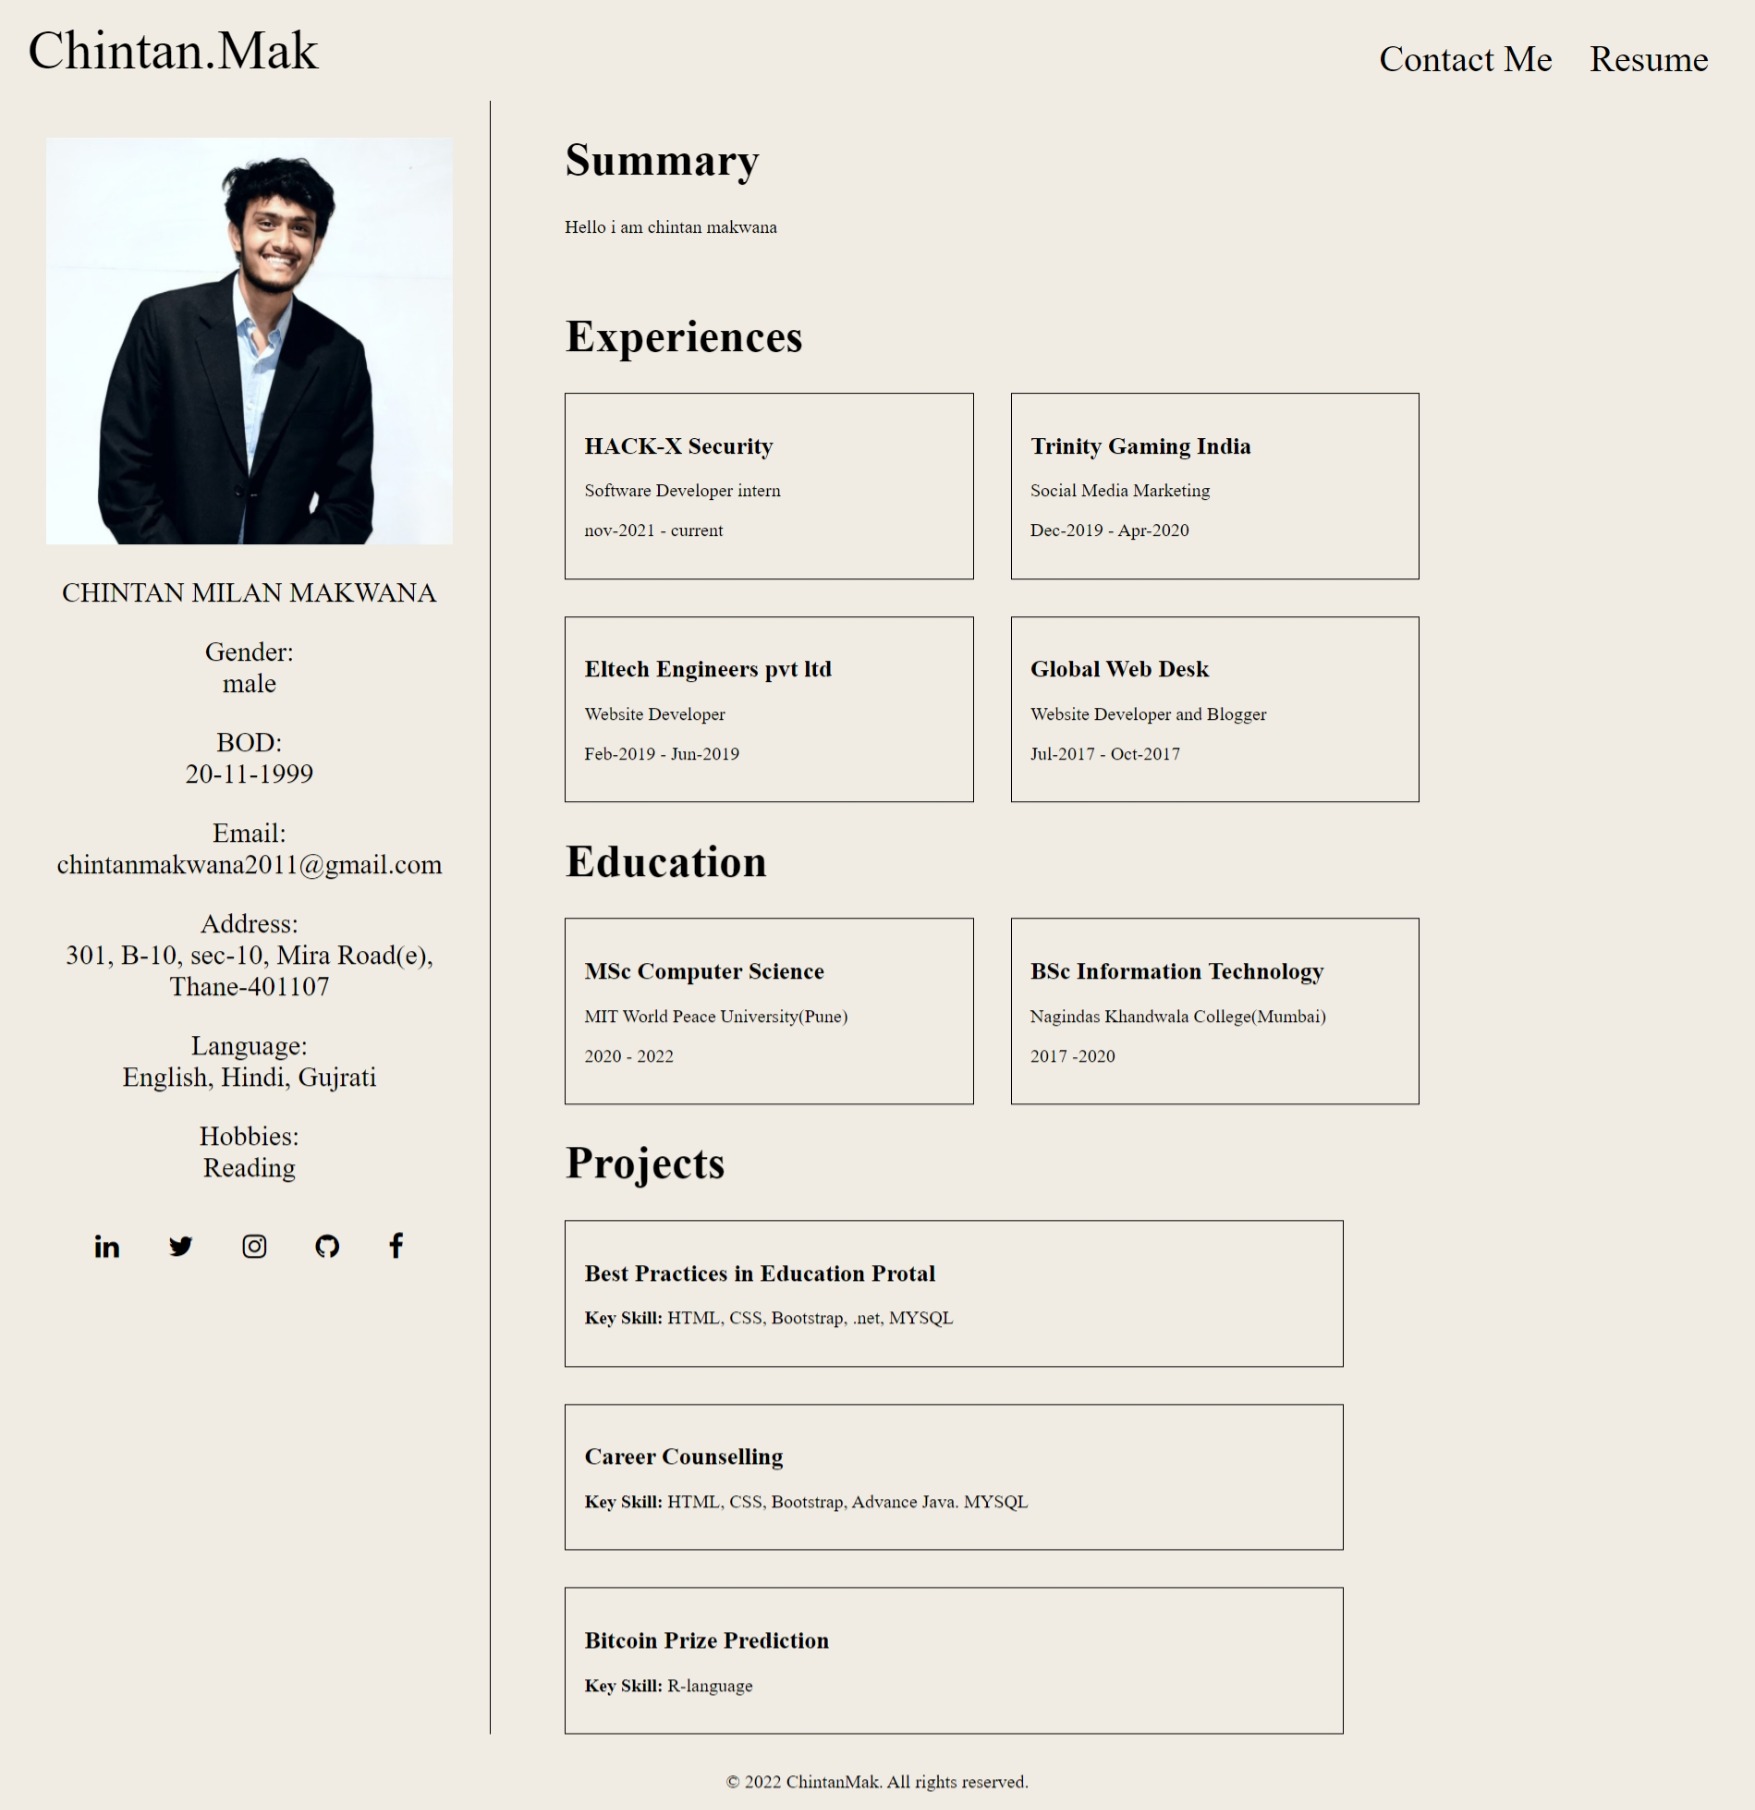 Chintan.Mak
Contact Me
Resume
CHINTAN MILAN MAKWANA
Gender:
male
BOD:
20-11-1999
Email:
chintanmakwana2011@gmail.com
Address:
301, B-10, sec-10, Mira Road(e),
Thane-401107
Language:
English, Hindi, Gujrati
Hobbies:
Reading
Summary
Hello i am chintan makwana
Experiences
HACK-X Security
Software Developer intern
nov-2021 - current
Trinity Gaming India
Social Media Marketing
Dec-2019 - Apr-2020
Eltech Engineers pvt ltd
Website Developer
Feb-2019 - Jun-2019
Global Web Desk
Website Developer and Blogger
Jul-2017 - Oct-2017
Education
MSc Computer Science
MIT World Peace University(Pune)
2020 - 2022
BSc Information Technology
Nagindas Khandwala College(Mumbai)
2017 -2020
Projects
Best Practices in Education Protal
Key Skill: HTML, CSS, Bootstrap, .net, MYSQL
Career Counselling
Key Skill: HTML, CSS, Bootstrap, Advance Java. MYSQL
Bitcoin Prize Prediction
Key Skill: R-language
© 2022 ChintanMak. All rights reserved.